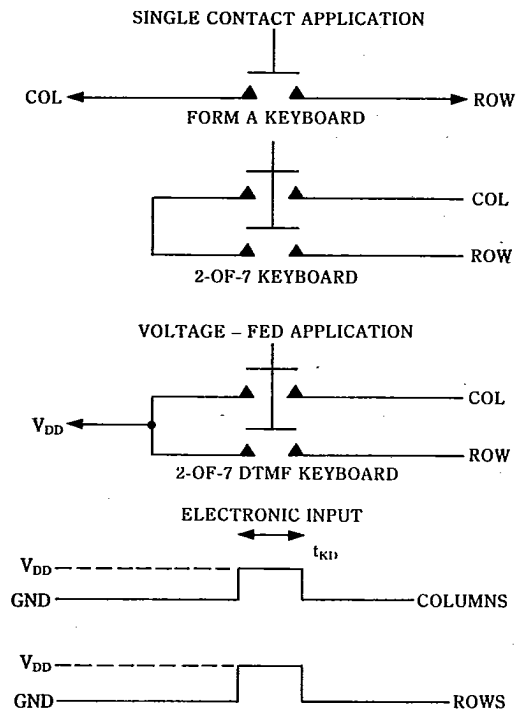 SINGLE CONTACT APPLICATION
COL
ROW
FORM A KEYBOARD
COL
ROW
2-OF-7 KEYBOARD
VOLTAGE – FED APPLICATION
COL
VDD
ROW
2-OF-7 DTMF KEYBOARD
ELECTRONIC INPUT
tKD
VDD
GND
COLUMNS
VDD
GND
ROWS